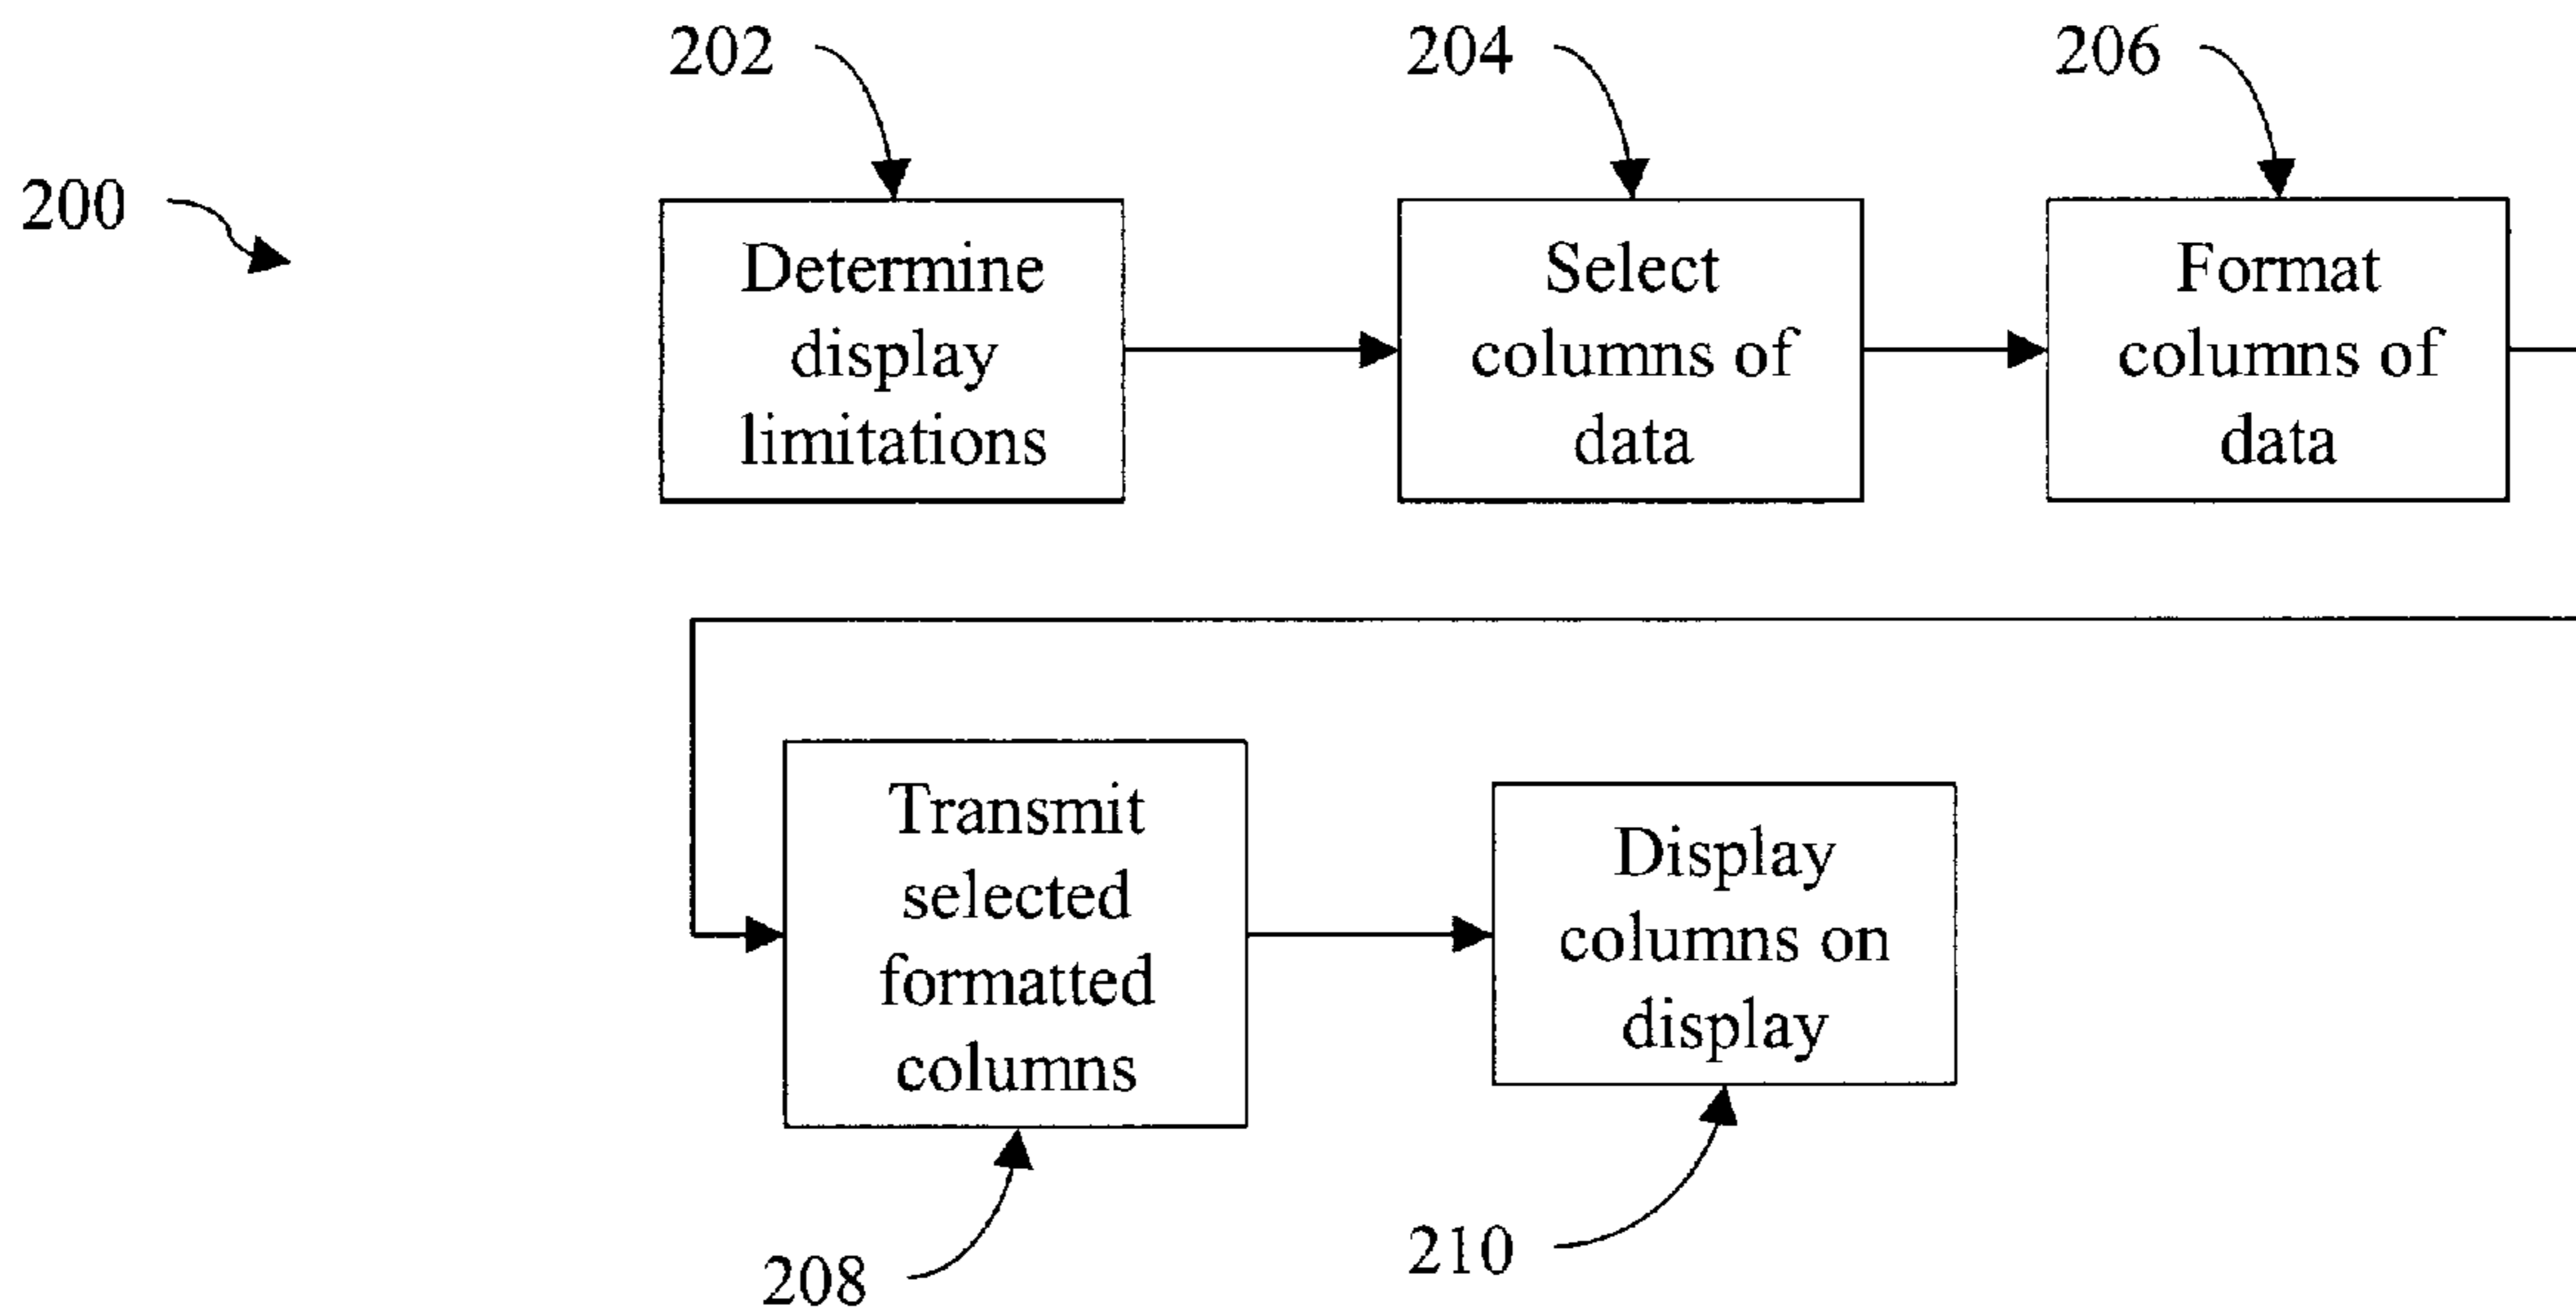 202
204
206
200
Determine
display
limitations
Select
columns of
data
Format
columns of
data
Transmit
selected
formatted
columns
Display
columns on
display
208
210